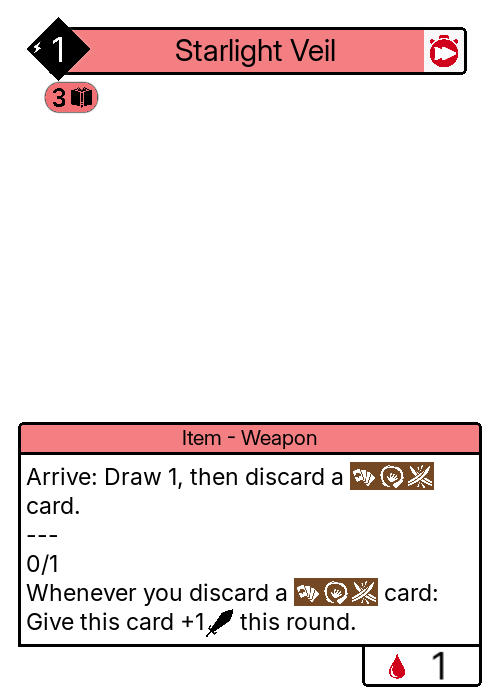 1
Starlight Veil
3
Item - Weapon
Arrive: Draw 1, then discard a
card.
---
0/1
Whenever you discard a card:
Give this card +1 this round.
1